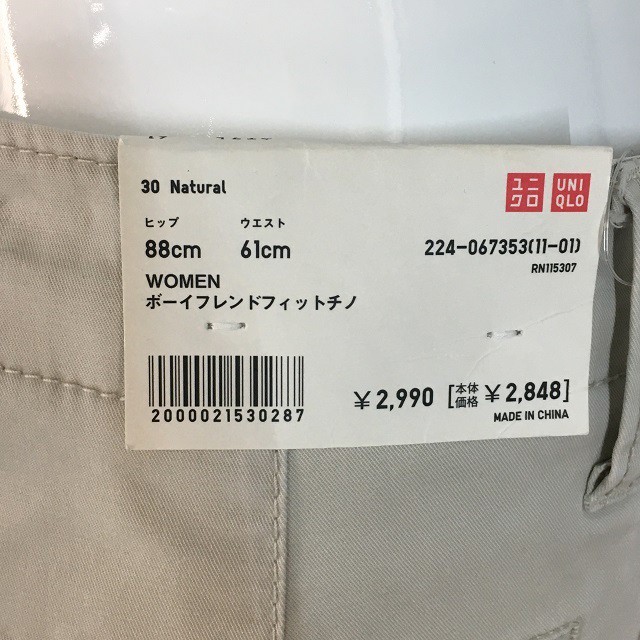 30 Natural
ユニクロ
UNIQLO
ヒップ ウエスト
88cm 61cm
224-067353(11-01)
RN115307
WOMEN
ボーイフレンドフィットチノ
2000021530287
¥2,990 [本体価格 ¥2,848]
MADE IN CHINA